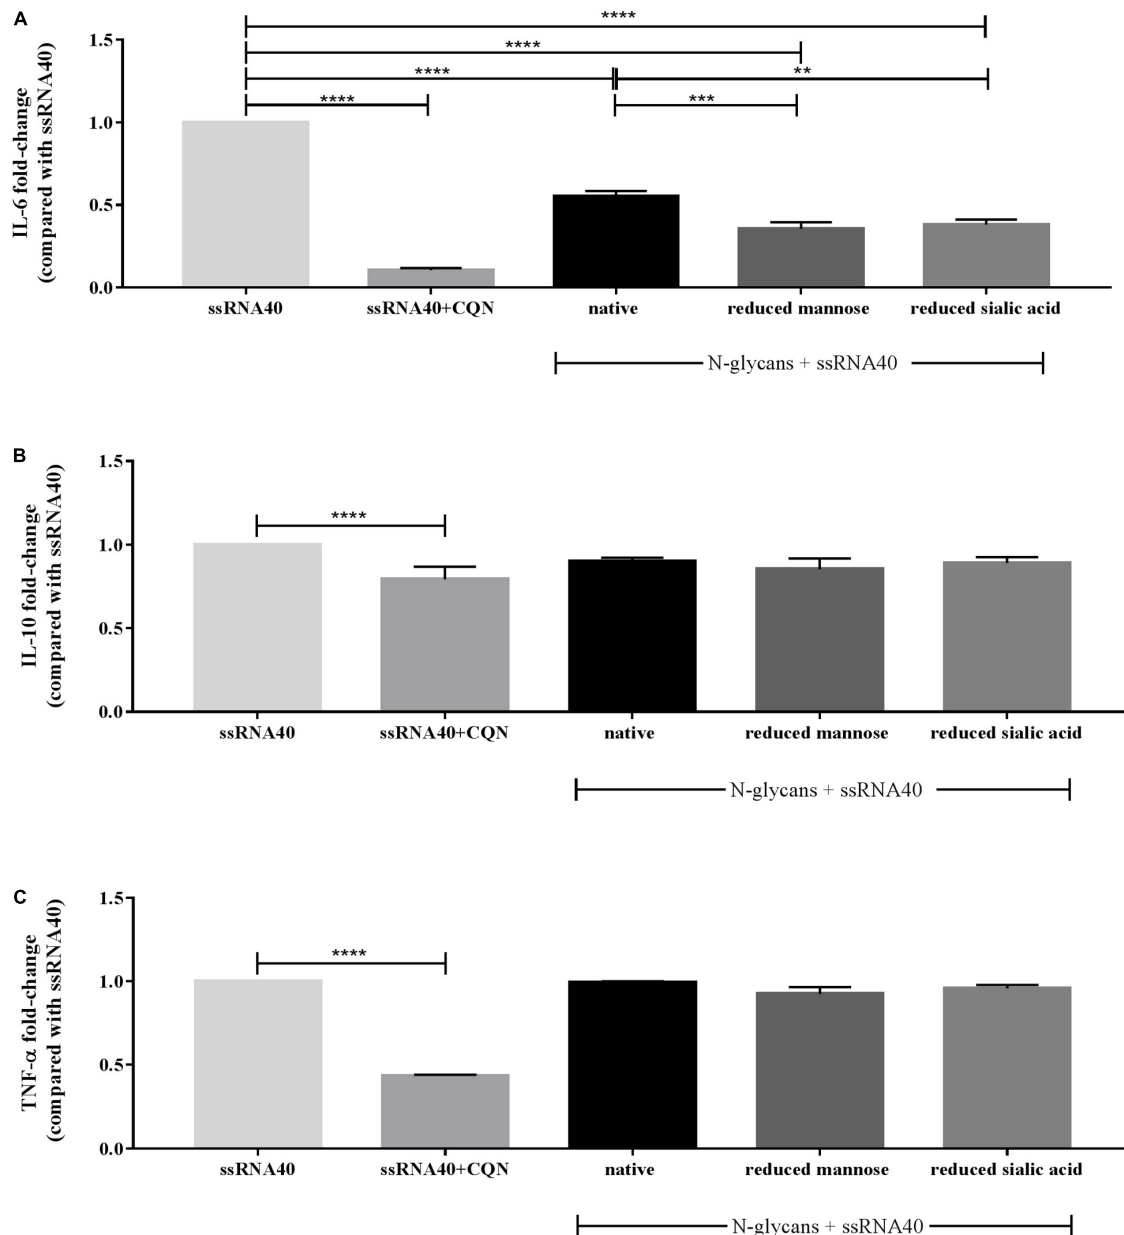 A
IL-6 fold-change
(compared with ssRNA40)
1.5
1.0
0.5
0.0
****
****
**** **
**** ***
ssRNA40 ssRNA40+CQN native reduced mannose reduced sialic acid
N-glycans + ssRNA40
B
IL-10 fold-change
(compared with ssRNA40)
1.5
1.0
0.5
0.0
****
ssRNA40 ssRNA40+CQN native reduced mannose reduced sialic acid
N-glycans + ssRNA40
C
TNF-α fold-change
(compared with ssRNA40)
1.5
1.0
0.5
0.0
****
ssRNA40 ssRNA40+CQN native reduced mannose reduced sialic acid
N-glycans + ssRNA40